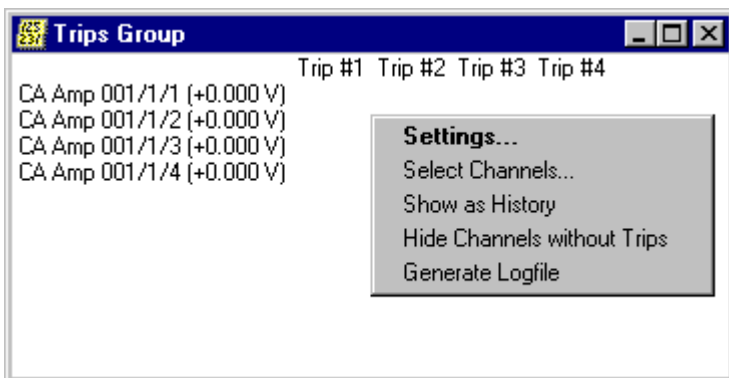 Trips Group
Trip #1 Trip #2 Trip #3 Trip #4
CA Amp 001/1/1 (+0.000 V)
CA Amp 001/1/2 (+0.000 V)
CA Amp 001/1/3 (+0.000 V)
CA Amp 001/1/4 (+0.000 V)
Settings...
Select Channels...
Show as History
Hide Channels without Trips
Generate Logfile